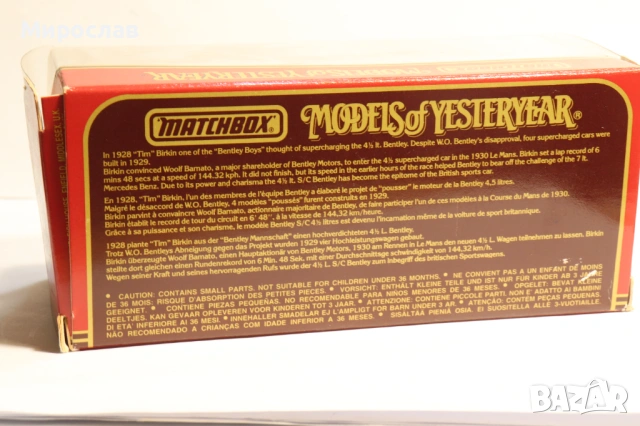 Мирослав
MATCHBOX
MODELS of YESTERYEAR®
In 1928 "Tim" Birkin one of the "Bentley Boys" thought of supercharging the 4½ lt. Bentley. Despite W.O. Bentley's disapproval, four supercharged cars were
built in 1929.
Birkin convinced Woolf Barnato, a major shareholder of Bentley Motors, to enter the 4½ supercharged car in the 1930 Le Mans. Birkin set a lap record of 6
mins 48 secs at a speed of 144,32 kph. It did not finish, but its speed in the earlier hours of the race helped Bentley to bear off the challenge of the 7 lt.
Mercedes Benz. Due to its power and charisma the 4½ lt. S/C Bentley has become the epitome of the British sports car.
En 1928, "Tim" Birkin, l'un des membres de l'équipe Bentley a élaboré le projet de "pousser" le moteur de la Bentley 4,5 litres.
Malgré le désaccord de W.O. Bentley, 4 modèles "poussés" furent construits en 1929.
Birkin parvint à convaincre Woolf Barnato, actionnaire majoritaire de Bentley, de faire participer l'un de ces modèles à la Course du Mans de 1930.
Birkin établit le record de tour du circuit en 6' 48", à la vitesse de 144,32 km/heure.
Grâce à sa puissance et son charisme, le modèle Bentley S/C 4½ litres est devenu l'incarnation même de la voiture de sport britannique.
1928 plante "Tim" Birkin aus der "Bentley Mannschaft" einen hochverdichteten 4½ L. Bentley.
Trotz W.O. Bentleys Abneigung gegen das Projekt wurden 1929 vier Hochleistungswagen gebaut.
Birkin überzeugte Woolf Barnato, einen Hauptaktionär von Bentley Motors, 1930 am Rennen in Le Mans den neuen 4½ L. Wagen teilnehmen zu lassen. Birkin
stellte dort gleichen einen Rundenrekord von 6 Min. 48 Sek. mit einer Durchschnittsgeschwindigkeit von 144,32 km/h.
Wegen seiner Kraft und seines hervorragenden Rufs wurde der 4½ L. S/C Bentley zum Begriff des britischen Sportwagens.
* CAUTION: CONTAINS SMALL PARTS. NOT SUITABLE FOR CHILDREN UNDER 36 MONTHS. * NE CONVIENT PAS A UN ENFANT DE MOINS
DE 36 MOIS. RISQUE D'ABSORPTION DES PETITES PIECES. * VORSICHT: ENTHÄLT KLEINE TEILE UND IST NUR FÜR KINDER AB 3 JAHRE
GEEIGNET. * CONTIENE PIEZAS PEQUENAS. NO RECOMENDABLE PARA NIÑOS MENORES DE 36 MESES. * OPGELET: BEVAT KLEINE
DEELTJES, KAN GEVAAR OPLEVEREN VOOR KINDEREN TOT 3 JAAR. * ATTENZIONE: CONTIENE PICCOLI PARTI, NON E ADATTO AI BAMBINI
DI ETA' INFERIORE AI 36 MESI. * INNEHALLER SMADELAR EJ LAMPLIGT FOR BARN UNDER 3 AR. * ATENÇÃO: CONTEM PEÇAS PEQUENAS.
NÃO RECOMENDADO A CRIANÇAS COM IDADE INFERIOR A 36 MESES. * SISÄLTÄÄ PIENIÄ OSIA. EI SUOSITELLA ALLE 3-VUOTIAILLE.
ENFIELD, MIDDLESEX U.K.
BAZAR
bg